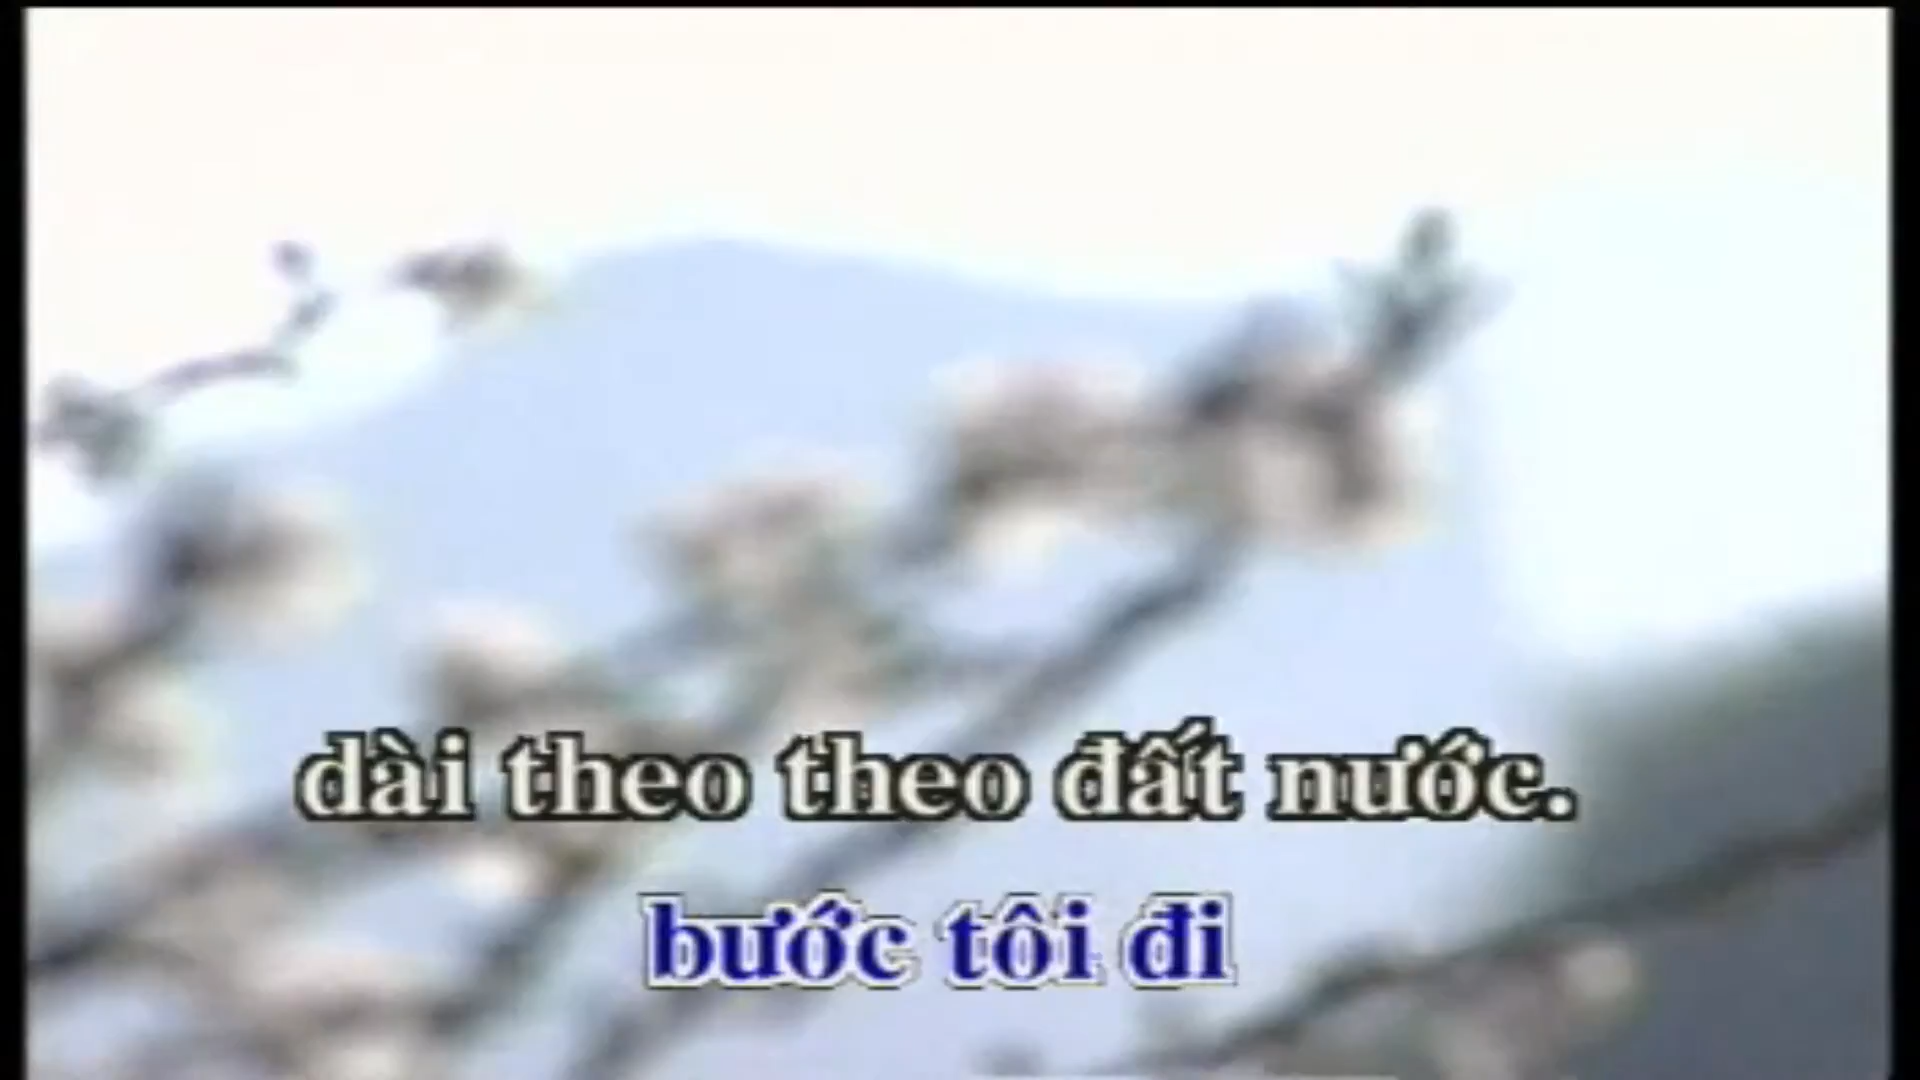 dài theo theo đất nước.
bước tôi đi